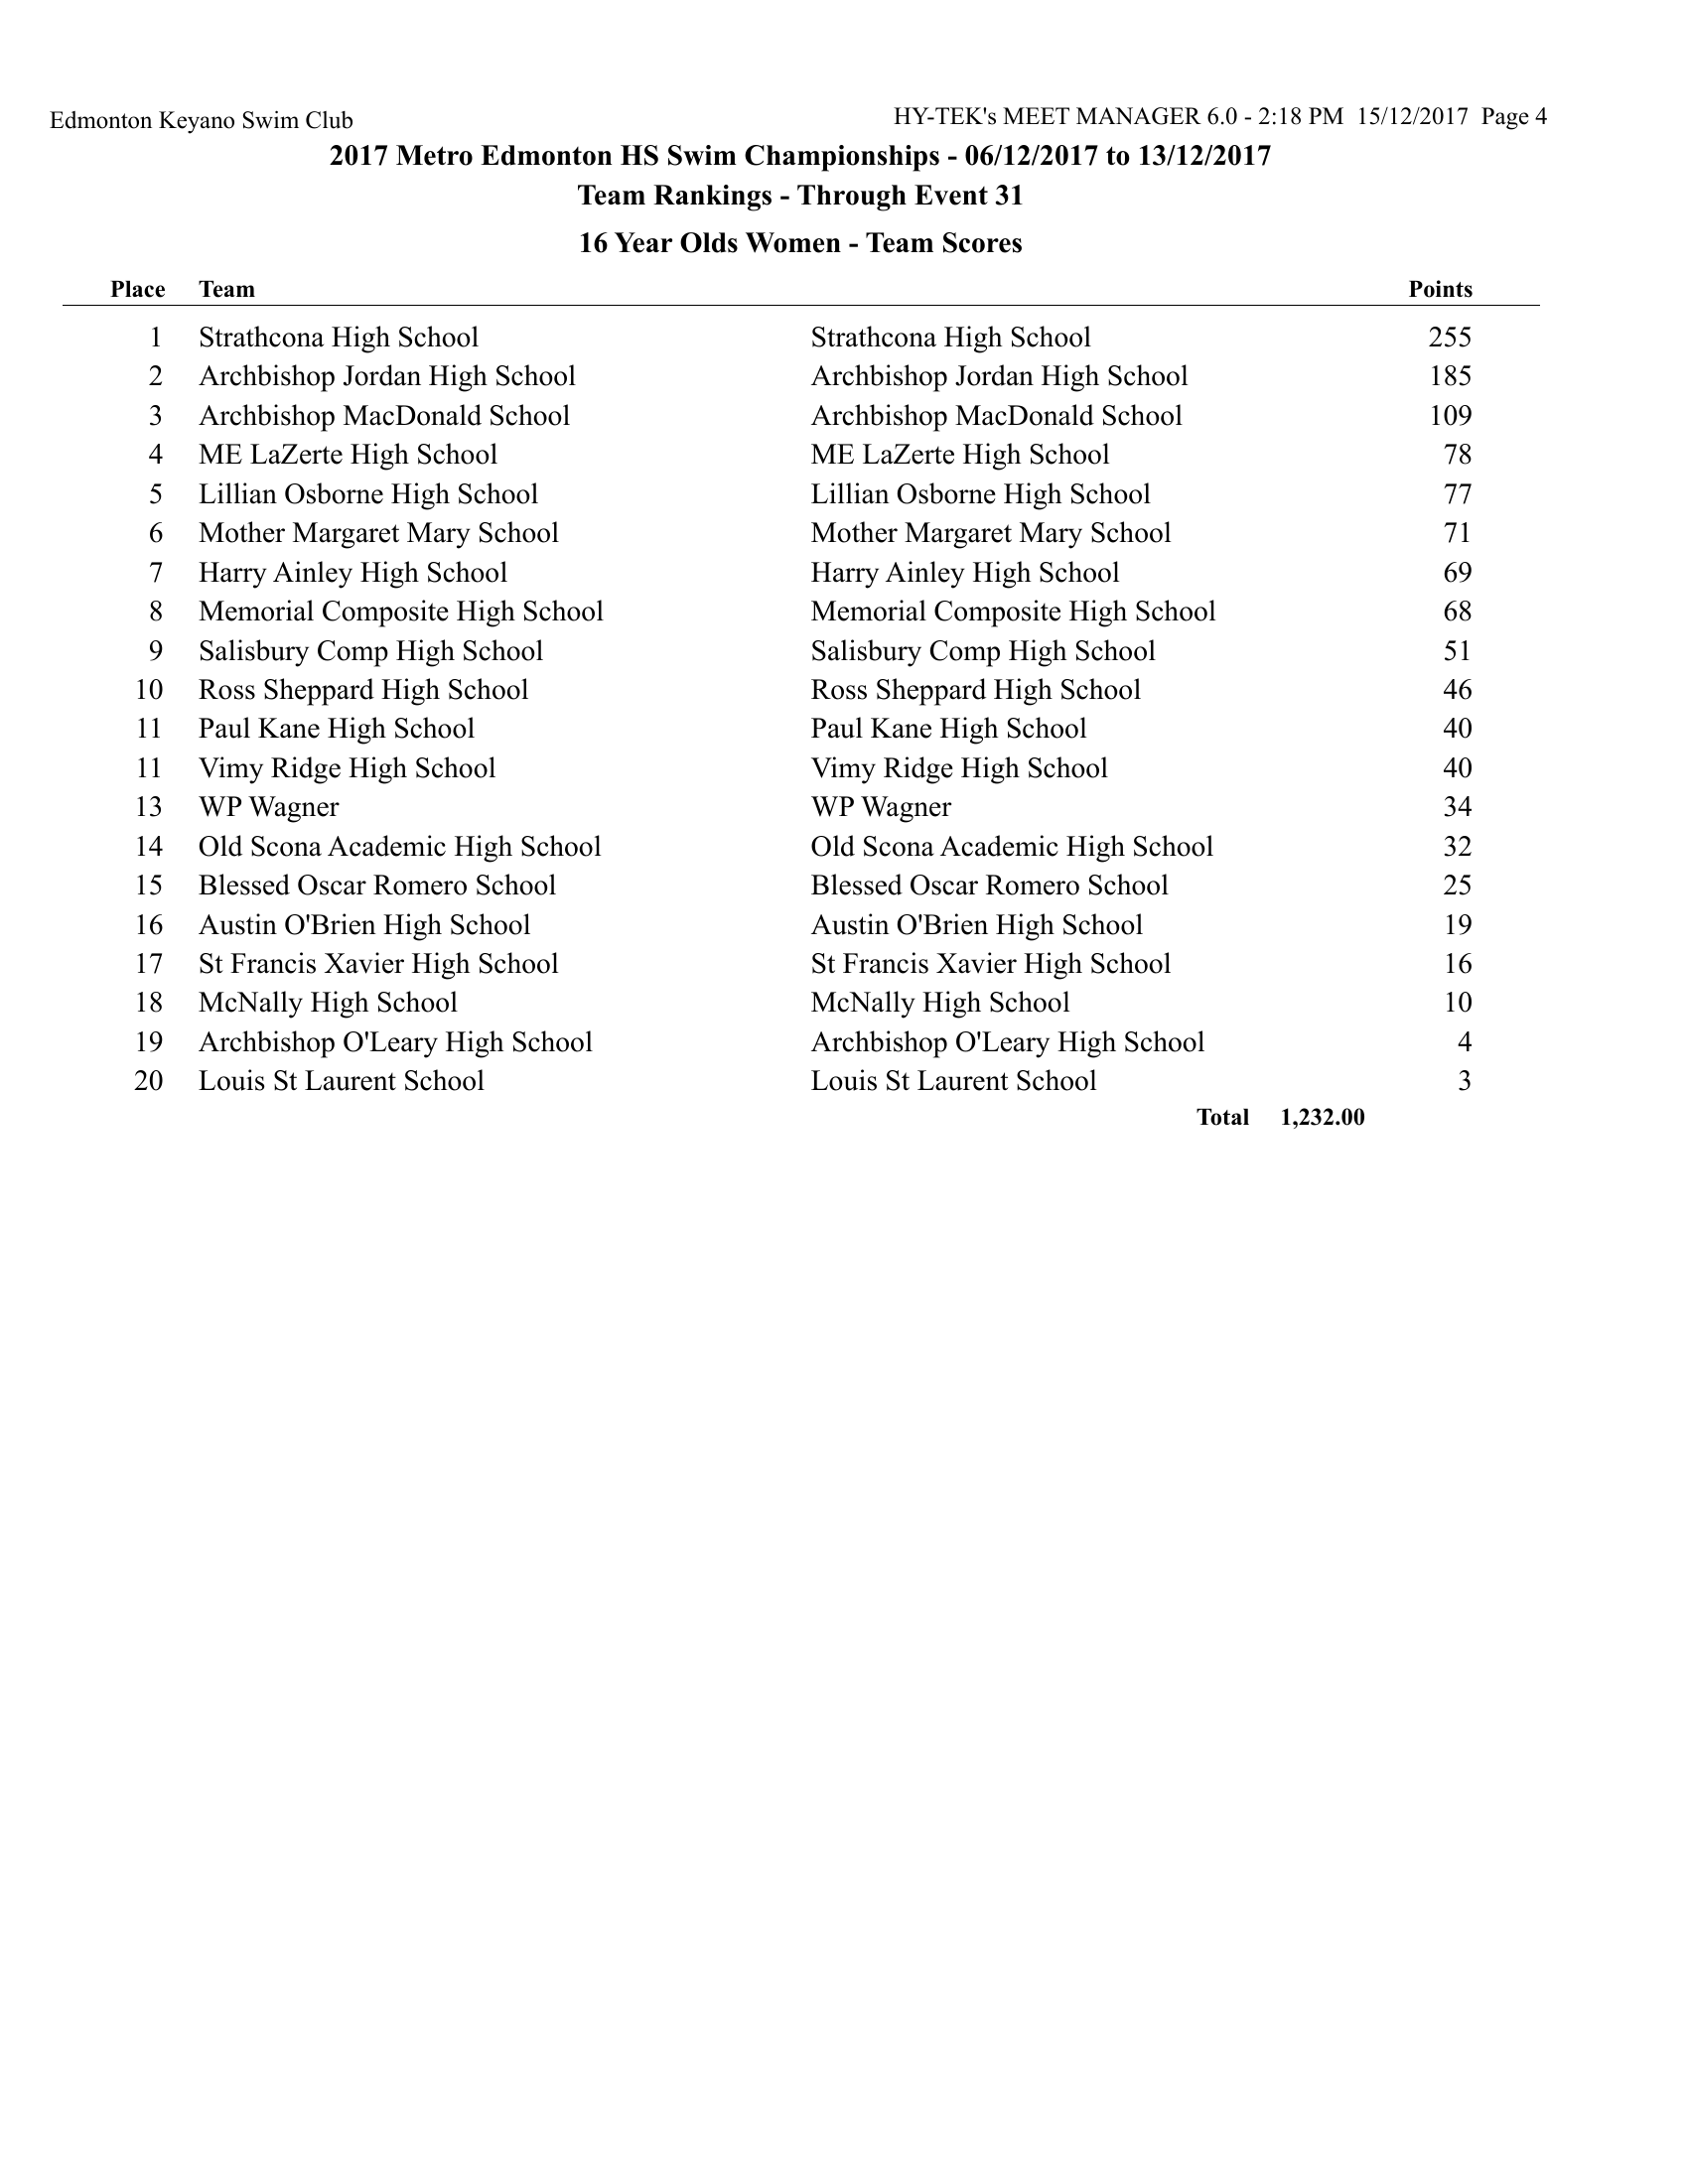 Edmonton Keyano Swim Club HY-TEK's MEET MANAGER 6.0 - 2:18 PM 15/12/2017 Page 4
2017 Metro Edmonton HS Swim Championships - 06/12/2017 to 13/12/2017
Team Rankings - Through Event 31
16 Year Olds Women - Team Scores
Place Team Points
1 Strathcona High School Strathcona High School 255
2 Archbishop Jordan High School Archbishop Jordan High School 185
3 Archbishop MacDonald School Archbishop MacDonald School 109
4 ME LaZerte High School ME LaZerte High School 78
5 Lillian Osborne High School Lillian Osborne High School 77
6 Mother Margaret Mary School Mother Margaret Mary School 71
7 Harry Ainley High School Harry Ainley High School 69
8 Memorial Composite High School Memorial Composite High School 68
9 Salisbury Comp High School Salisbury Comp High School 51
10 Ross Sheppard High School Ross Sheppard High School 46
11 Paul Kane High School Paul Kane High School 40
11 Vimy Ridge High School Vimy Ridge High School 40
13 WP Wagner WP Wagner 34
14 Old Scona Academic High School Old Scona Academic High School 32
15 Blessed Oscar Romero School Blessed Oscar Romero School 25
16 Austin O'Brien High School Austin O'Brien High School 19
17 St Francis Xavier High School St Francis Xavier High School 16
18 McNally High School McNally High School 10
19 Archbishop O'Leary High School Archbishop O'Leary High School 4
20 Louis St Laurent School Louis St Laurent School 3
Total 1,232.00